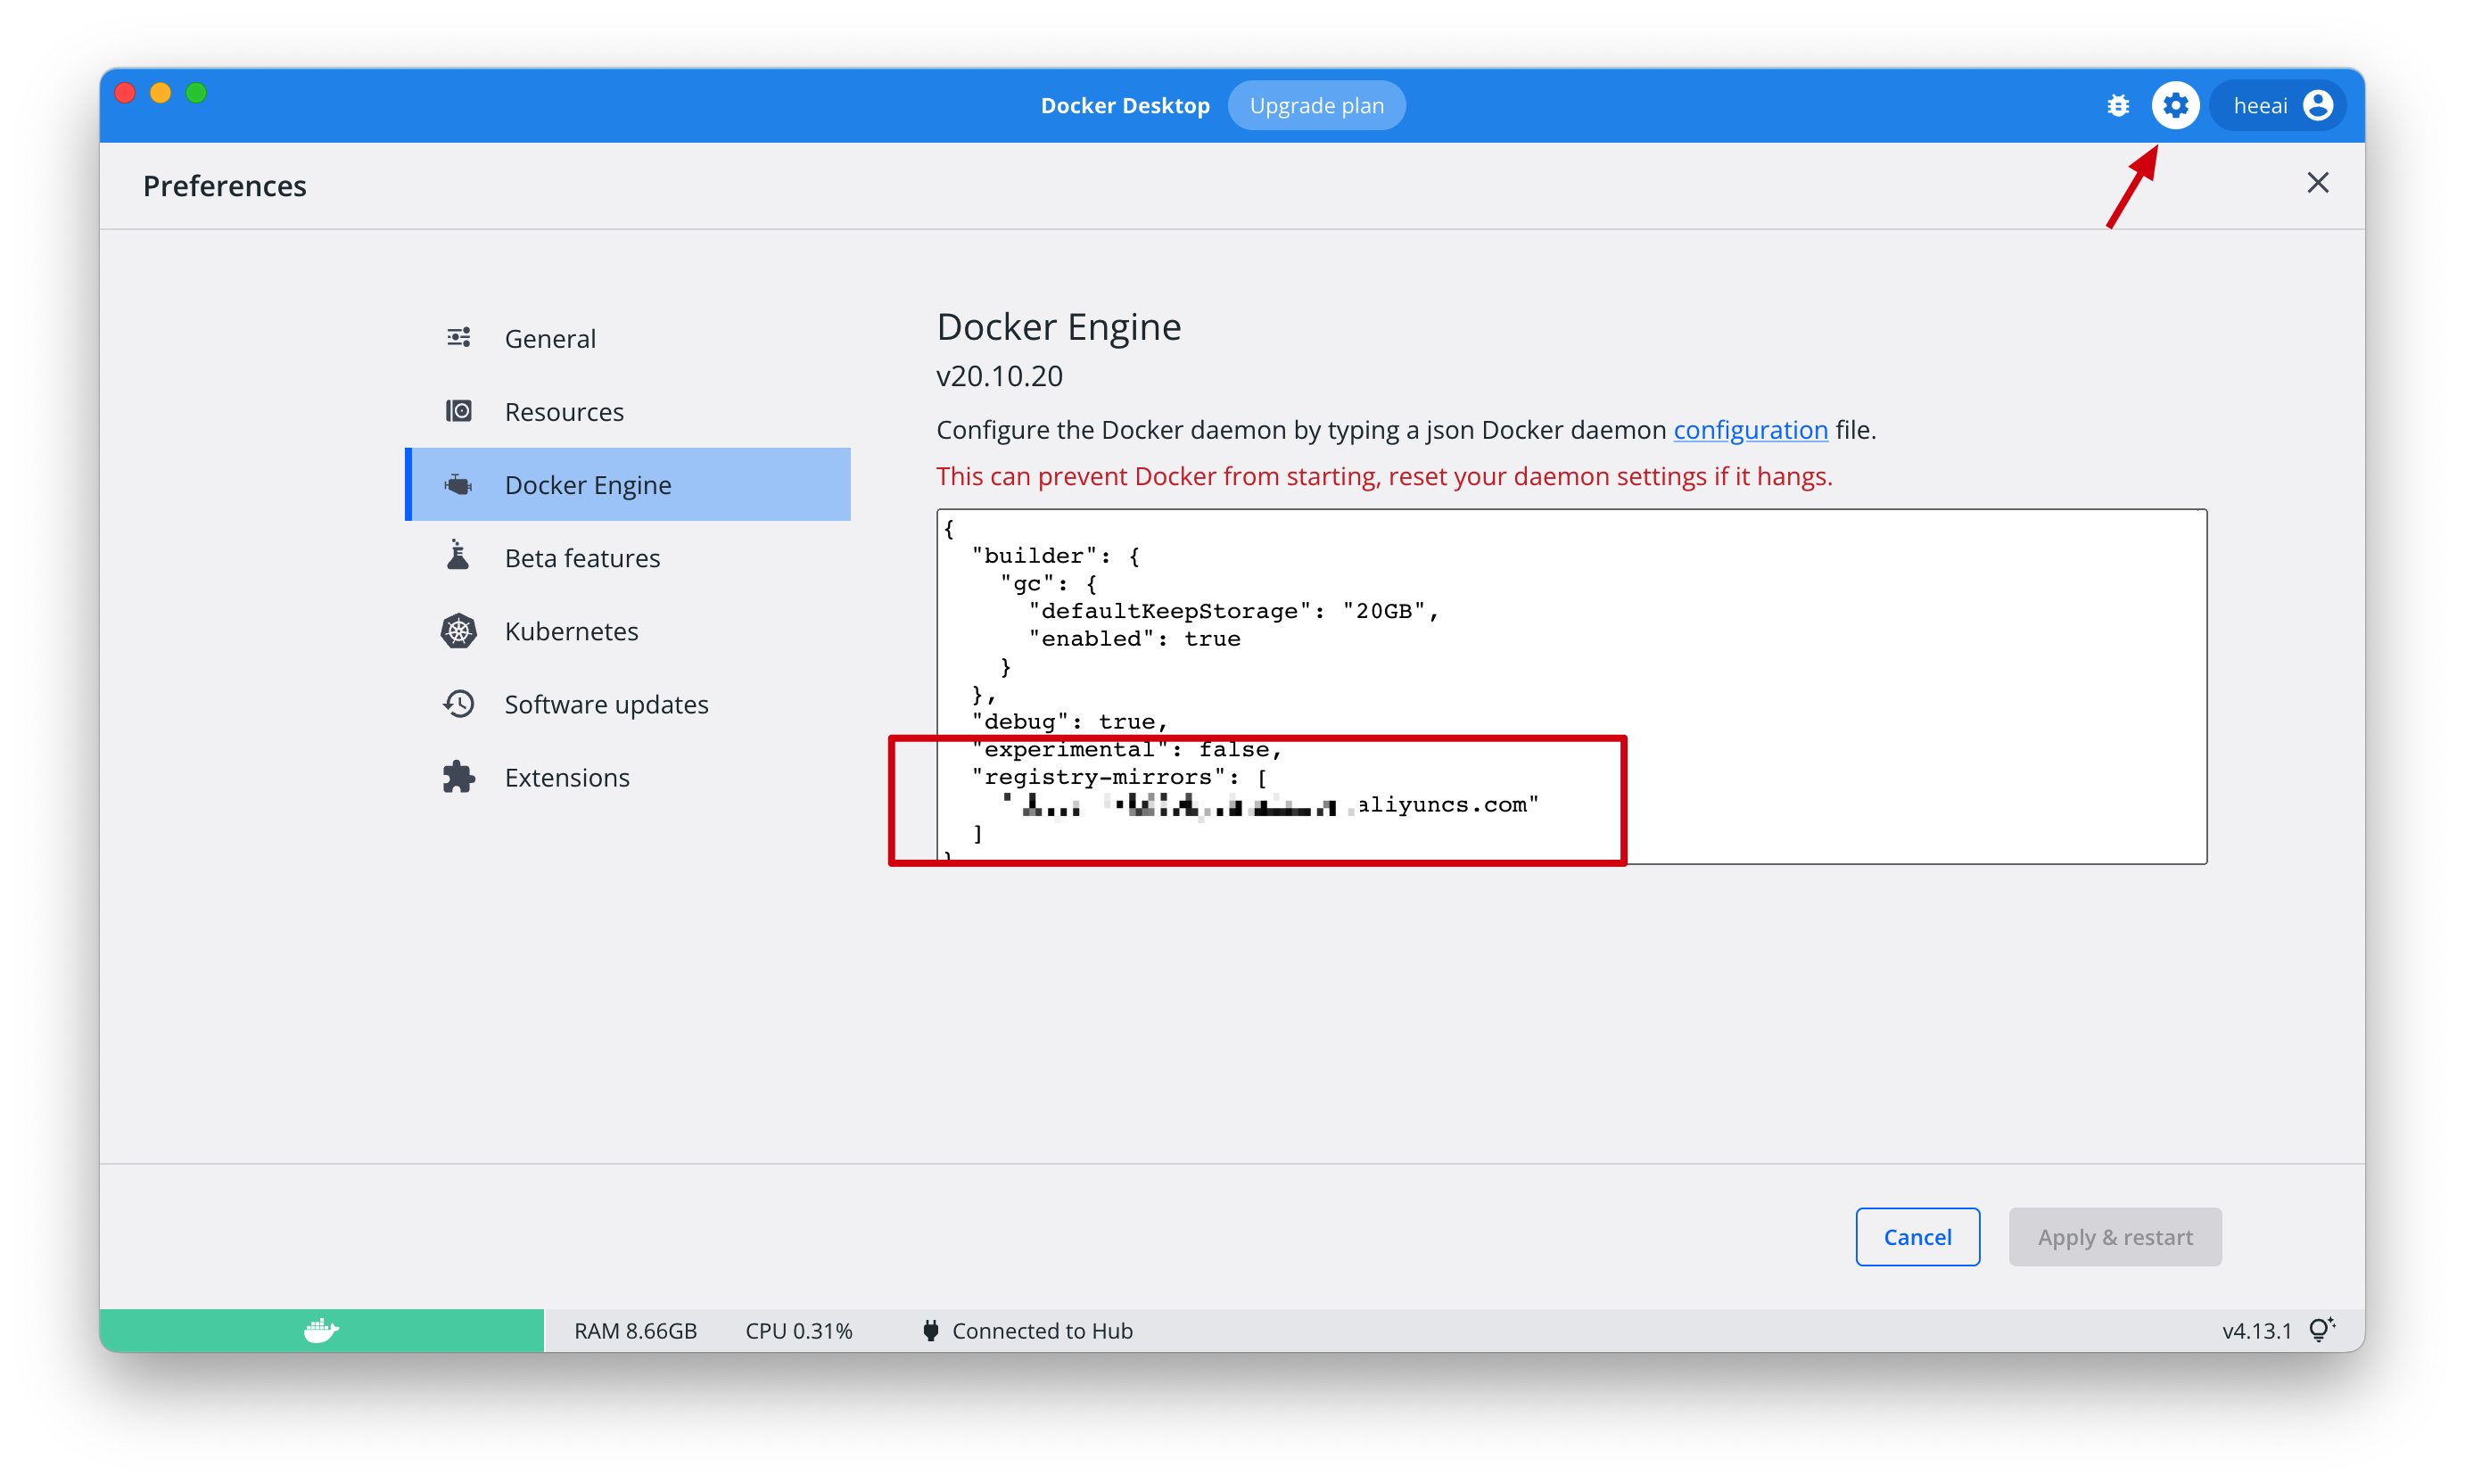 Docker Desktop Upgrade plan heeai
Preferences
General
Resources
Docker Engine
Beta features
Kubernetes
Software updates
Extensions
Docker Engine
v20.10.20
Configure the Docker daemon by typing a json Docker daemon configuration file.
This can prevent Docker from starting, reset your daemon settings if it hangs.
{
"builder": {
"gc": {
"defaultKeepStorage": "20GB",
"enabled": true
}
},
"debug": true,
"experimental": false,
"registry-mirrors": [
aliyuncs.com"
]
}
Cancel Apply & restart
RAM 8.66GB CPU 0.31% Connected to Hub v4.13.1